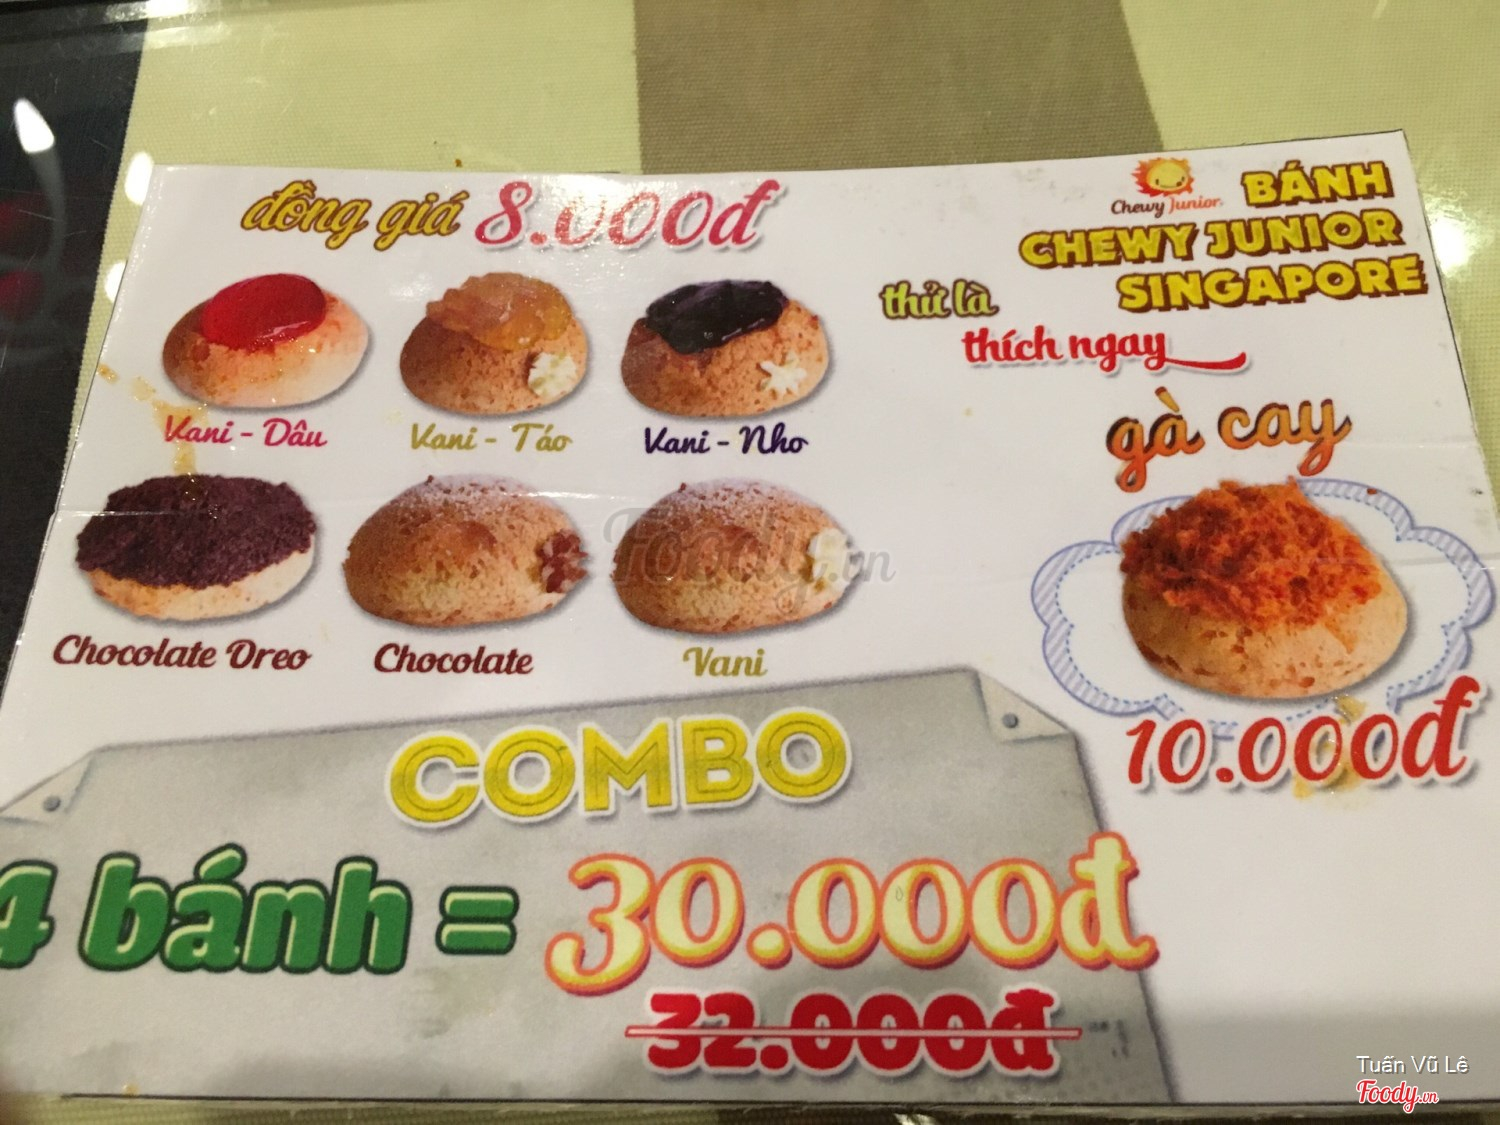 đồng giá 8.000đ
Chewy Junior
BÁNH
CHEWY JUNIOR
SINGAPORE
thử là
thích ngay
Vani - Dâu
Vani - Táo
Vani - Nho
gà cay
Chocolate Oreo
Chocolate
Vani
10.000đ
COMBO
4 bánh = 30.000đ
32.000đ
Foody.vn
Tuấn Vũ Lê
Foody.vn